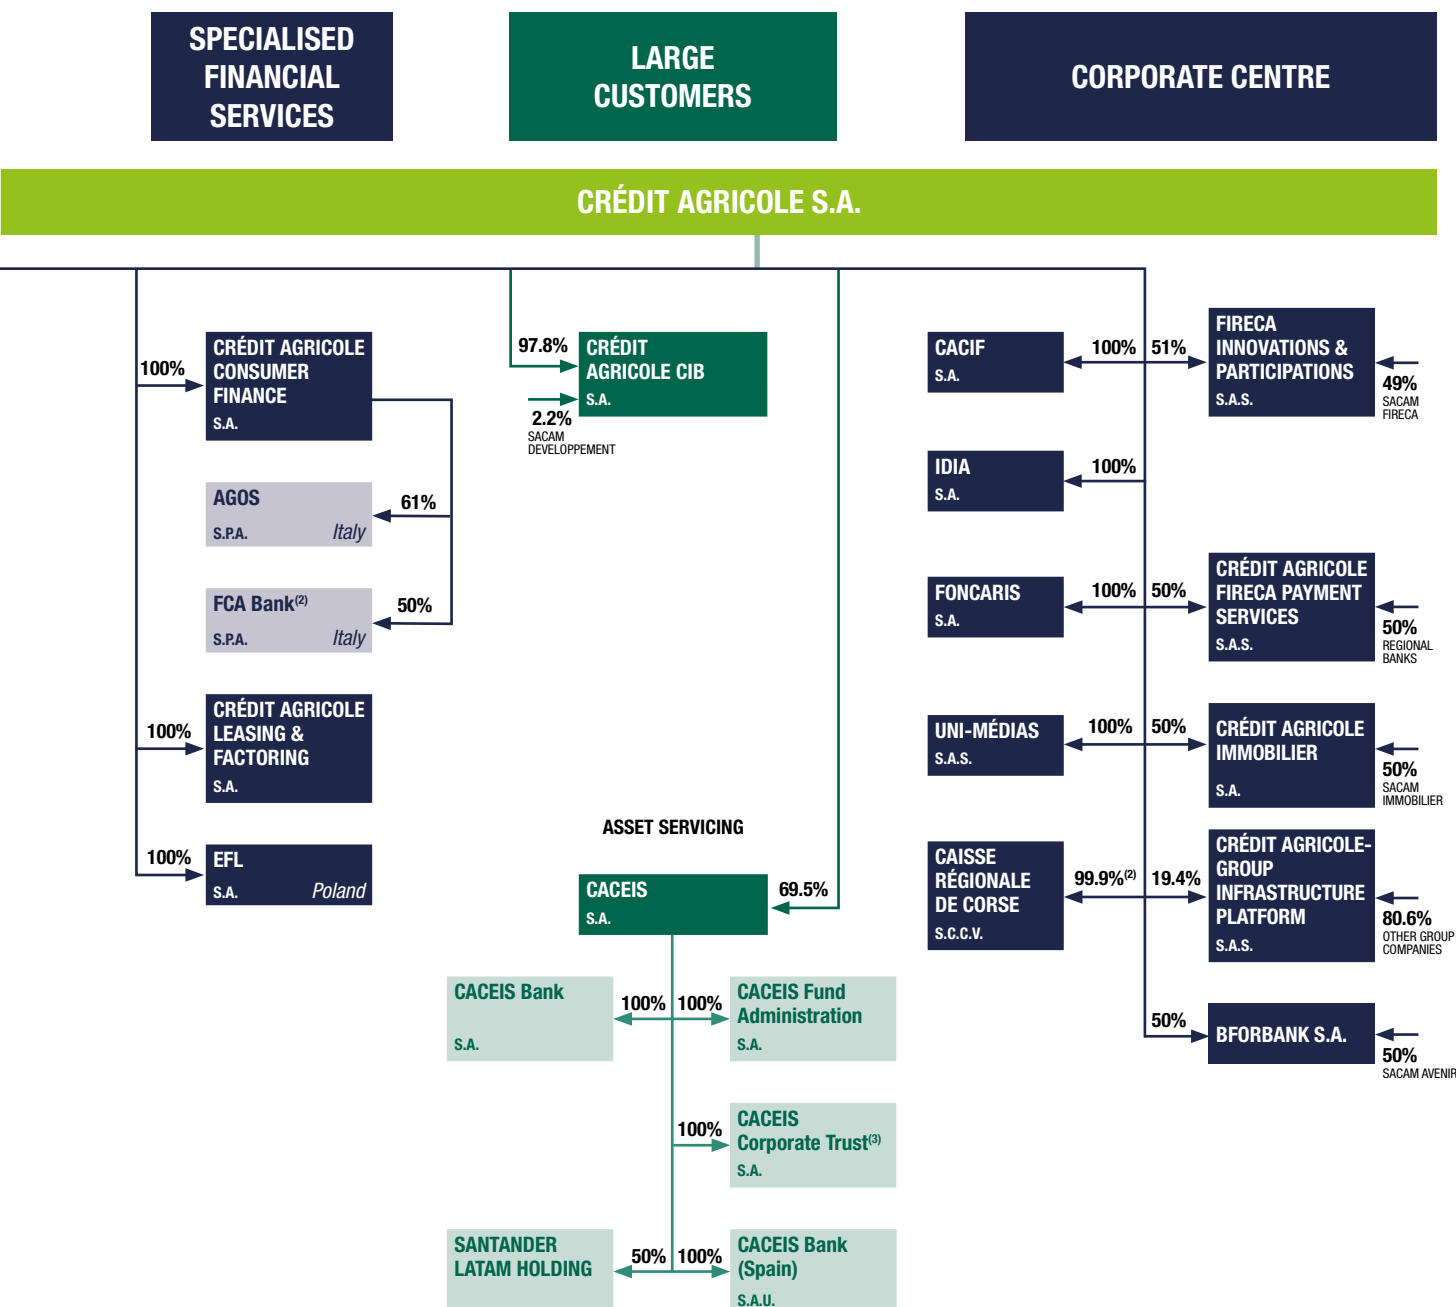 SPECIALISED
FINANCIAL
SERVICES
LARGE
CUSTOMERS
CORPORATE CENTRE
CRÉDIT AGRICOLE S.A.
100%
CRÉDIT AGRICOLE
CONSUMER
FINANCE
S.A.
61%
AGOS
S.P.A. Italy
50%
FCA Bank(2)
S.P.A. Italy
100%
CRÉDIT AGRICOLE
LEASING &
FACTORING
S.A.
100%
EFL
S.A. Poland
97.8%
CRÉDIT
AGRICOLE CIB
S.A.
2.2%
SACAM
DEVELOPPEMENT
ASSET SERVICING
CACEIS
S.A.
69.5%
CACEIS Bank
S.A.
100% 100%
CACEIS Fund
Administration
S.A.
100%
CACEIS
Corporate Trust(3)
S.A.
SANTANDER
LATAM HOLDING
50% 100%
CACEIS Bank
(Spain)
S.A.U.
CACIF
S.A.
100% 51%
FIRECA
INNOVATIONS &
PARTICIPATIONS
S.A.S.
49%
SACAM
FIRECA
IDIA
S.A.
100%
FONCARIS
S.A.
100% 50%
CRÉDIT AGRICOLE
FIRECA PAYMENT
SERVICES
S.A.S.
50%
REGIONAL
BANKS
UNI-MÉDIAS
S.A.S.
100% 50%
CRÉDIT AGRICOLE
IMMOBILIER
S.A.
50%
SACAM
IMMOBILIER
CAISSE
RÉGIONALE
DE CORSE
S.C.C.V.
99.9%(2) 19.4%
CRÉDIT AGRICOLE-
GROUP
INFRASTRUCTURE
PLATFORM
S.A.S.
80.6%
OTHER GROUP
COMPANIES
50%
BFORBANK S.A.
50%
SACAM AVENIR